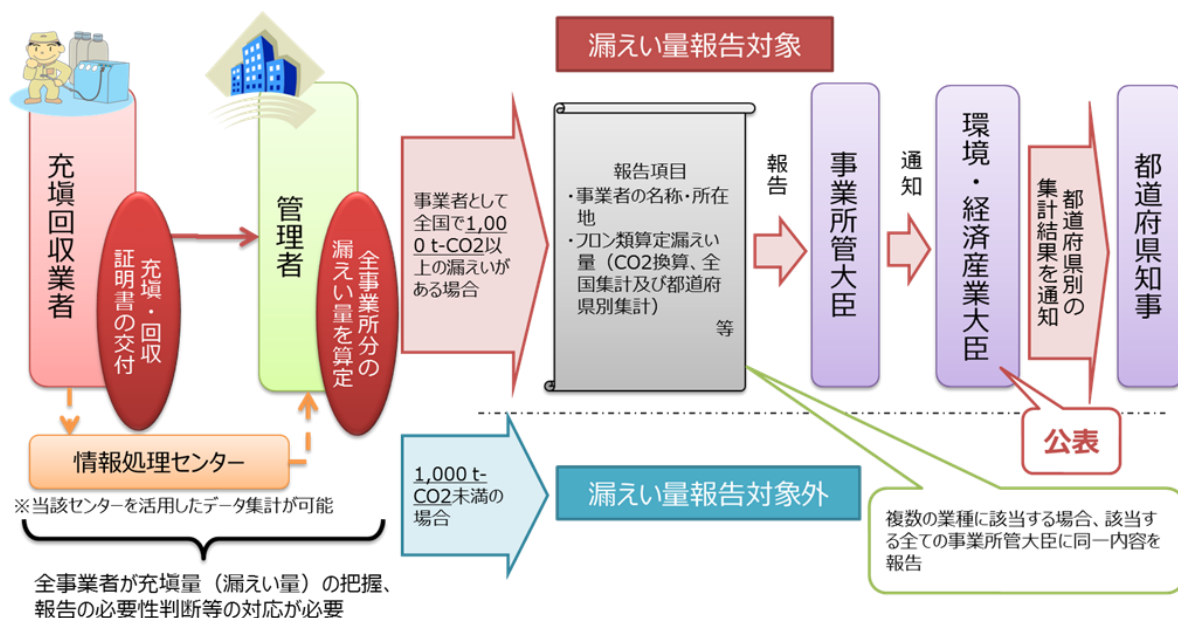 漏えい量報告対象
充塡回収業者
充塡・回収
証明書の交付
管理者
全事業所分の
漏えい量を算定
情報処理センター
※当該センターを活用したデータ集計が可能
全事業者が充塡量（漏えい量）の把握、
報告の必要性判断等の対応が必要
事業者として
全国で1,00
0 t-CO2以
上の漏えいが
ある場合
報告項目
・事業者の名称・所在
地
・フロン類算定漏えい
量（CO2換算、全
国集計及び都道府
県別集計）
等
報告
事業所管大臣
通知
環境・経済産業大臣
都道府県別の
集計結果を通知
都道府県知事
公表
1,000 t-
CO2未満の
場合
漏えい量報告対象外
複数の業種に該当する場合、該当す
る全ての事業所管大臣に同一内容を
報告